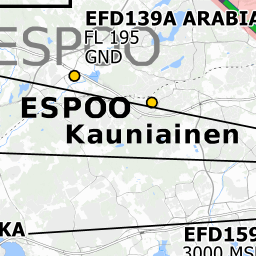 EFD139A ARABIA
FL 195
GND
ESPOO
ESPOO
Kauniainen
KA
EFD159
3000 MS